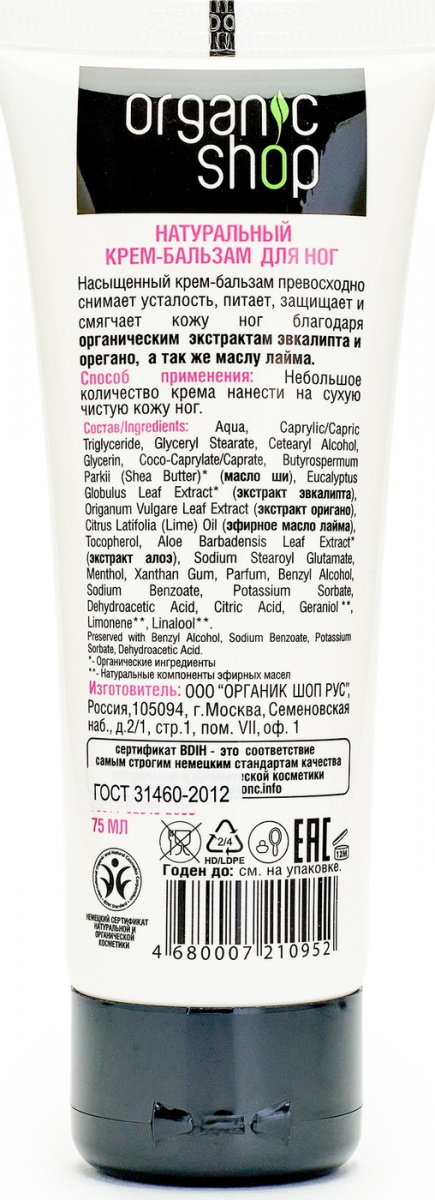 organic
shop
НАТУРАЛЬНЫЙ
КРЕМ-БАЛЬЗАМ ДЛЯ НОГ
Насыщенный крем-бальзам превосходно
снимает усталость, питает, защищает и
смягчает кожу ног благодаря
органическим экстрактам эвкалипта и
орегано, а так же маслу лайма.
Способ применения: Небольшое
количество крема нанести на сухую
чистую кожу ног.
Состав/Ingredients: Aqua, Caprylic/Capric
Triglyceride, Glyceryl Stearate, Cetearyl Alcohol,
Glycerin, Coco-Caprylate/Caprate, Butyrospermum
Parkii (Shea Butter)* (масло ши), Eucalyptus
Globulus Leaf Extract* (экстракт эвкалипта),
Origanum Vulgare Leaf Extract (экстракт оригано),
Citrus Latifolia (Lime) Oil (эфирное масло лайма),
Tocopherol, Aloe Barbadensis Leaf Extract*
(экстракт алоэ), Sodium Stearoyl Glutamate,
Menthol, Xanthan Gum, Parfum, Benzyl Alcohol,
Sodium Benzoate, Potassium Sorbate,
Dehydroacetic Acid, Citric Acid, Geraniol**,
Limonene**, Linalool**.
Preserved with Benzyl Alcohol, Sodium Benzoate, Potassium
Sorbate, Dehydroacetic Acid.
*- Органические ингредиенты
**- Натуральные компоненты эфирных масел
Изготовитель: ООО "ОРГАНИК ШОП РУС",
Россия,105094, г.Москва, Семеновская
наб., д.2/1, стр.1, пом. VII, оф. 1
сертификат BDIH - это соответствие
самым строгим немецким стандартам качества
ческой косметики
onc.info
ГОСТ 31460-2012
75 МЛ
2/4
HD/LDPE
EAC
12M
Годен до: см. на упаковке.
НЕМЕЦКИЙ СЕРТИФИКАТ
НАТУРАЛЬНОЙ И
ОРГАНИЧЕСКОЙ
КОСМЕТИКИ
4 680007 210952